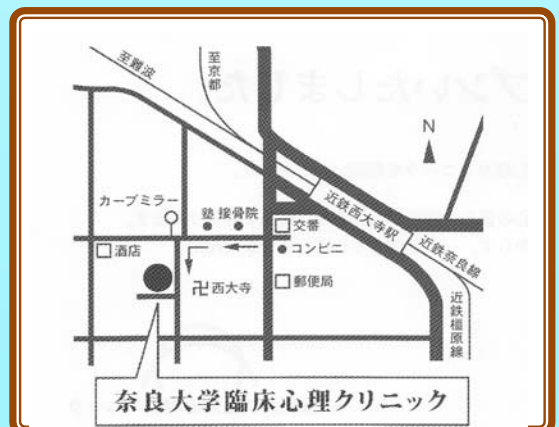 至難波
至京都
N
カーブミラー
塾 接骨院
交番
近鉄西大寺駅
近鉄奈良線
酒店
コンビニ
卍西大寺
郵便局
近鉄橿原線
奈良大学臨床心理クリニック